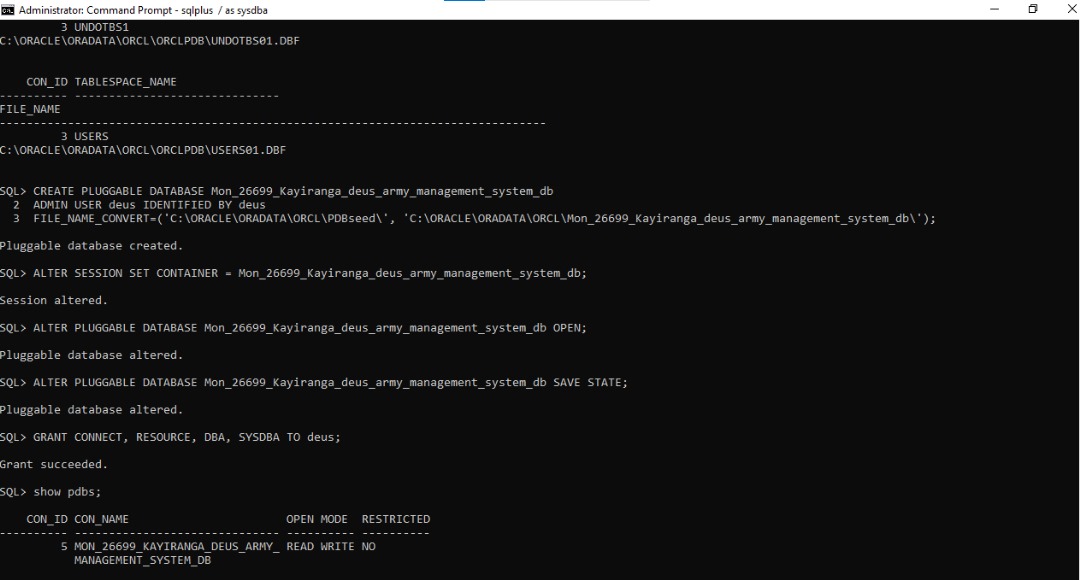 Administrator: Command Prompt - sqlplus / as sysdba
3 UNDOTBS1
C:\ORACLE\ORADATA\ORCL\ORCLPDB\UNDOTBS01.DBF
CON_ID TABLESPACE_NAME
---------- ------------------------------
FILE_NAME
--------------------------------------------------------------------------------
3 USERS
C:\ORACLE\ORADATA\ORCL\ORCLPDB\USERS01.DBF
SQL> CREATE PLUGGABLE DATABASE Mon_26699_Kayiranga_deus_army_management_system_db
2 ADMIN USER deus IDENTIFIED BY deus
3 FILE_NAME_CONVERT=('C:\ORACLE\ORADATA\ORCL\PDBseed\', 'C:\ORACLE\ORADATA\ORCL\Mon_26699_Kayiranga_deus_army_management_system_db\');
Pluggable database created.
SQL> ALTER SESSION SET CONTAINER = Mon_26699_Kayiranga_deus_army_management_system_db;
Session altered.
SQL> ALTER PLUGGABLE DATABASE Mon_26699_Kayiranga_deus_army_management_system_db OPEN;
Pluggable database altered.
SQL> ALTER PLUGGABLE DATABASE Mon_26699_Kayiranga_deus_army_management_system_db SAVE STATE;
Pluggable database altered.
SQL> GRANT CONNECT, RESOURCE, DBA, SYSDBA TO deus;
Grant succeeded.
SQL> show pdbs;
CON_ID CON_NAME OPEN MODE RESTRICTED
---------- ------------------------------ ---------- ----------
5 MON_26699_KAYIRANGA_DEUS_ARMY_ READ WRITE NO
MANAGEMENT_SYSTEM_DB